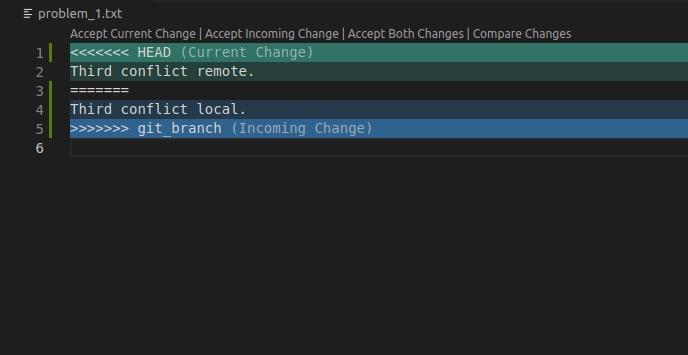 problem_1.txt
Accept Current Change | Accept Incoming Change | Accept Both Changes | Compare Changes
1 <<<<<<< HEAD (Current Change)
2 Third conflict remote.
3 =======
4 Third conflict local.
5 >>>>>>> git_branch (Incoming Change)
6